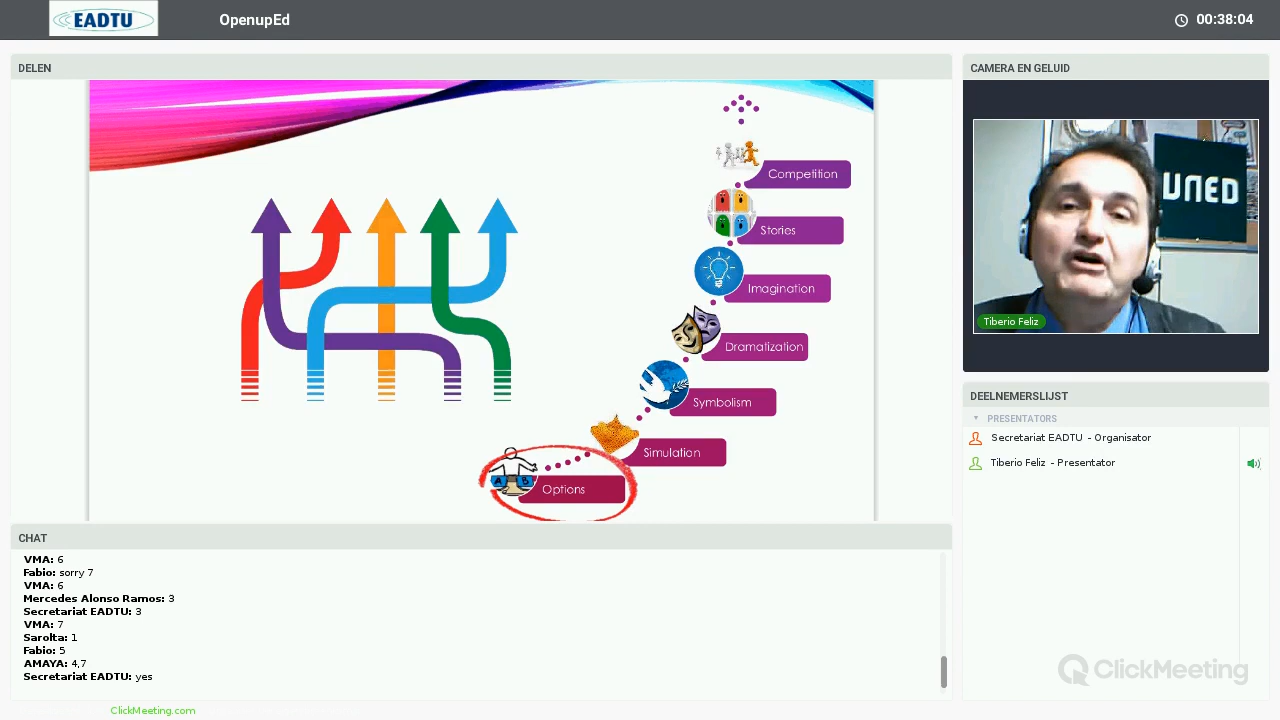 EADTU
OpenupEd
00:38:04
DELEN
Competition
Stories
Imagination
Dramatization
Symbolism
Simulation
A B
Options
CAMERA EN GELUID
UNED
Tiberio Feliz
DEELNEMERSLIJST
PRESENTATORS
Secretariat EADTU - Organisator
Tiberio Feliz - Presentator
CHAT
VMA: 6
Fabio: sorry 7
VMA: 6
Mercedes Alonso Ramos: 3
Secretariat EADTU: 3
VMA: 7
Sarolta: 1
Fabio: 5
AMAYA: 4,7
Secretariat EADTU: yes
ClickMeeting
ClickMeeting.com